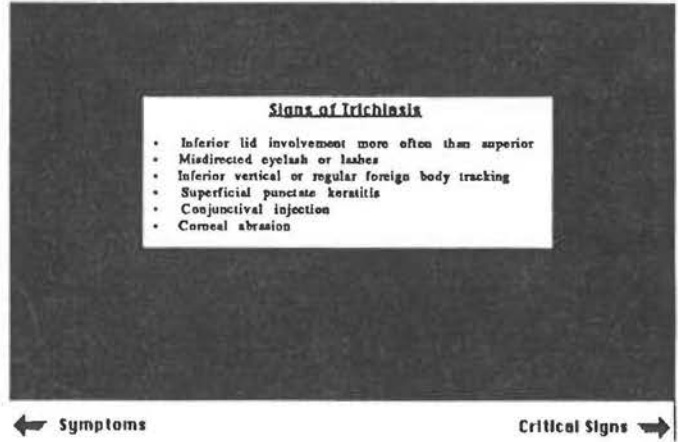 Signs of Trichiasis
• Inferior lid involvement more often than superior
• Misdirected eyelash or lashes
• Inferior vertical or regular foreign body tracking
• Superficial punctate keratitis
• Conjunctival injection
• Corneal abrasion
Symptoms
Critical Signs